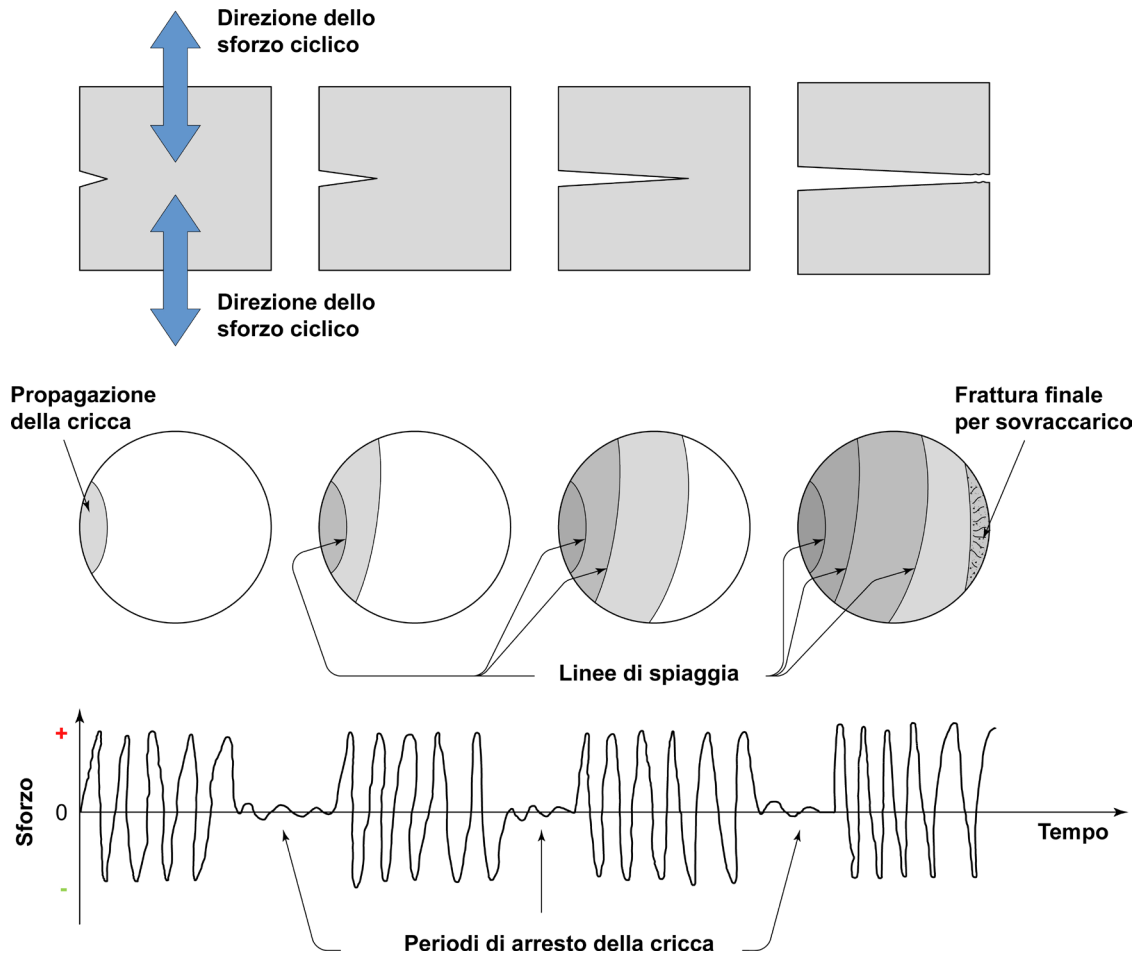 Direzione dello
sforzo ciclico
Direzione dello
sforzo ciclico
Propagazione
della cricca
Frattura finale
per sovraccarico
Linee di spiaggia
+
0
-
Sforzo
Tempo
Periodi di arresto della cricca